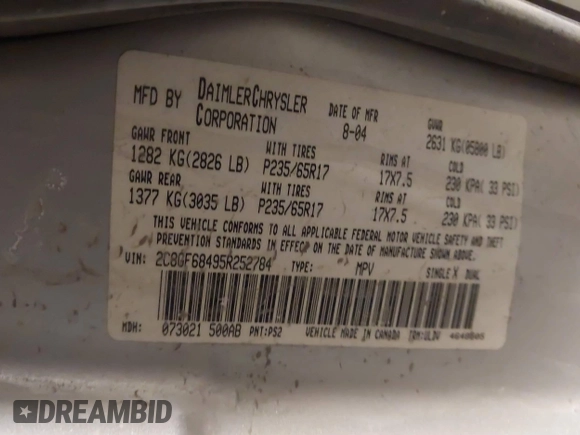 MFD BY DAIMLERCHRYSLER CORPORATION DATE OF MFR 8-04 GVWR 2631 KG(05800 LB)
GAWR FRONT WITH TIRES RIMS AT COLD
1282 KG(2826 LB) P235/65R17 17X7.5 230 KPA( 33 PSI)
GAWR REAR WITH TIRES RIMS AT COLD
1377 KG(3035 LB) P235/65R17 17X7.5 230 KPA( 33 PSI)
THIS VEHICLE CONFORMS TO ALL APPLICABLE FEDERAL MOTOR VEHICLE SAFETY AND THEFT
PREVENTION STANDARDS IN EFFECT ON THE DATE OF MANUFACTURE SHOWN ABOVE.
VIN: 2C8GF68495R252784 TYPE: MPV SINGLE X DUAL
MDH: 073021 500AB PNT:PS2 VEHICLE MADE IN CANADA TRM:ULDV
DREAMBID